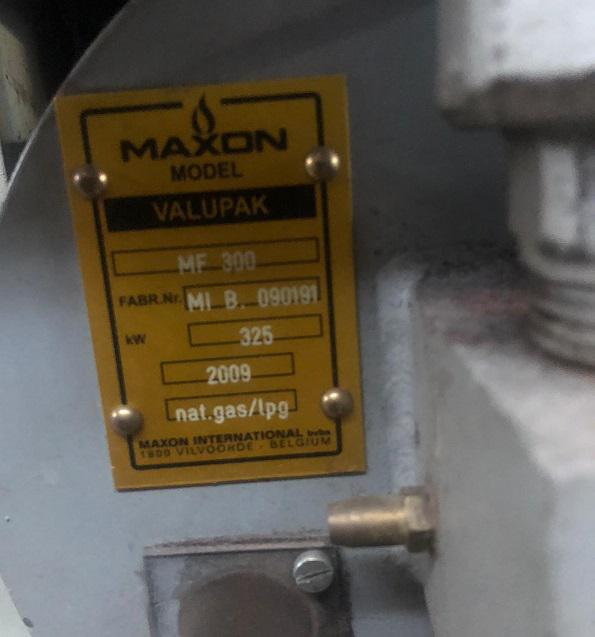 MAXON
MODEL
VALUPAK
MF 300
FABR.Nr. MI B. 090191
kW 325
2009
nat.gas/lpg
MAXON INTERNATIONAL bvba
1800 VILVOORDE - BELGIUM